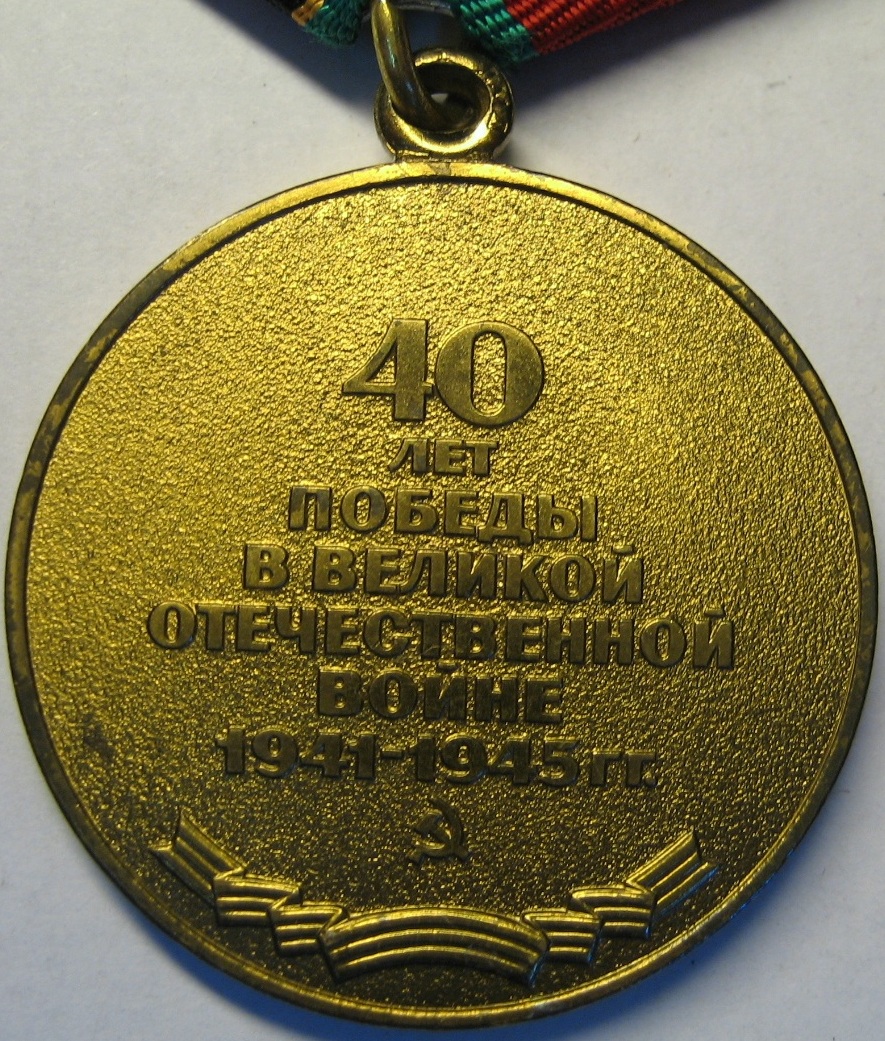 40
ЛЕТ
ПОБЕДЫ
В ВЕЛИКОЙ
ОТЕЧЕСТВЕННОЙ
ВОЙНЕ
1941-1945 гг.